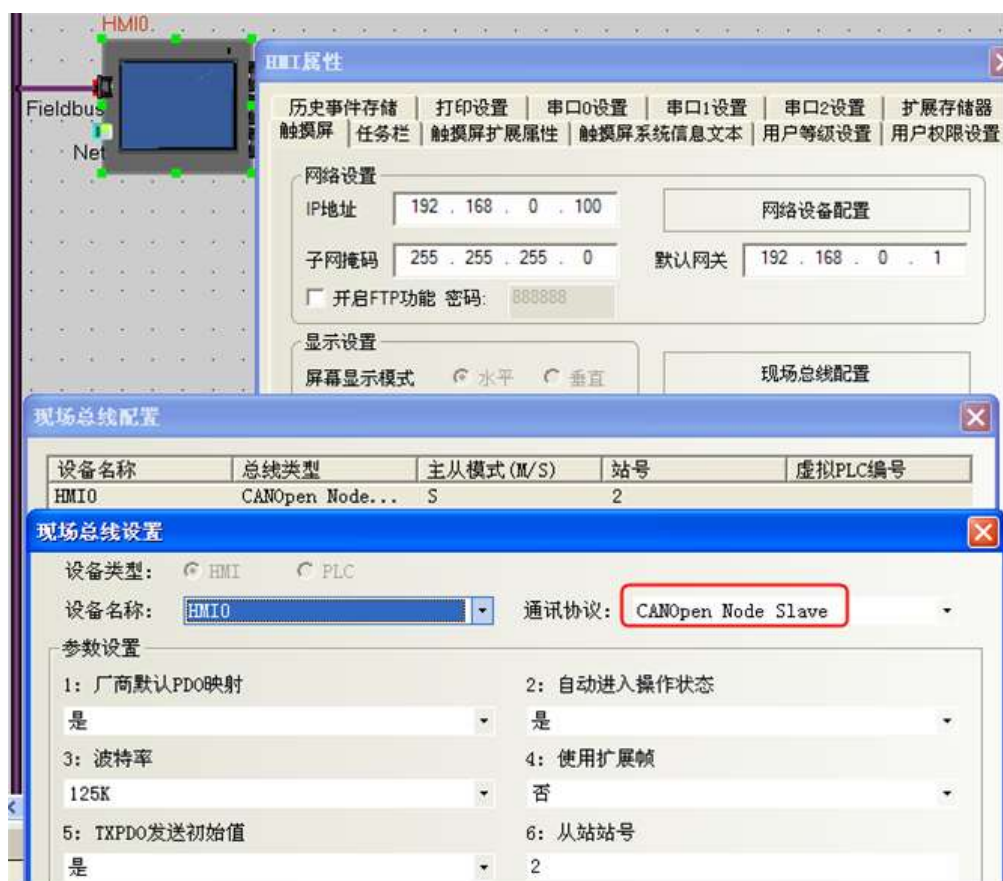 HMI0
Fieldbus
Net
HMI属性
历史事件存储 打印设置 串口0设置 串口1设置 串口2设置 扩展存储器
触摸屏 任务栏 触摸屏扩展属性 触摸屏系统信息文本 用户等级设置 用户权限设置
网络设置
IP地址 192 . 168 . 0 . 100 网络设备配置
子网掩码 255 . 255 . 255 . 0 默认网关 192 . 168 . 0 . 1
开启FTP功能 密码: 888888
显示设置
屏幕显示模式 水平 垂直 现场总线配置
现场总线配置
设备名称 总线类型 主从模式(M/S) 站号 虚拟PLC编号
HMI0 CANOpen Node... S 2
现场总线设置
设备类型: HMI PLC
设备名称: HMI0 通讯协议: CANOpen Node Slave
参数设置
1: 厂商默认PDO映射 2: 自动进入操作状态
是 是
3: 波特率 4: 使用扩展帧
125K 否
5: TXPDO发送初始值 6: 从站站号
是 2